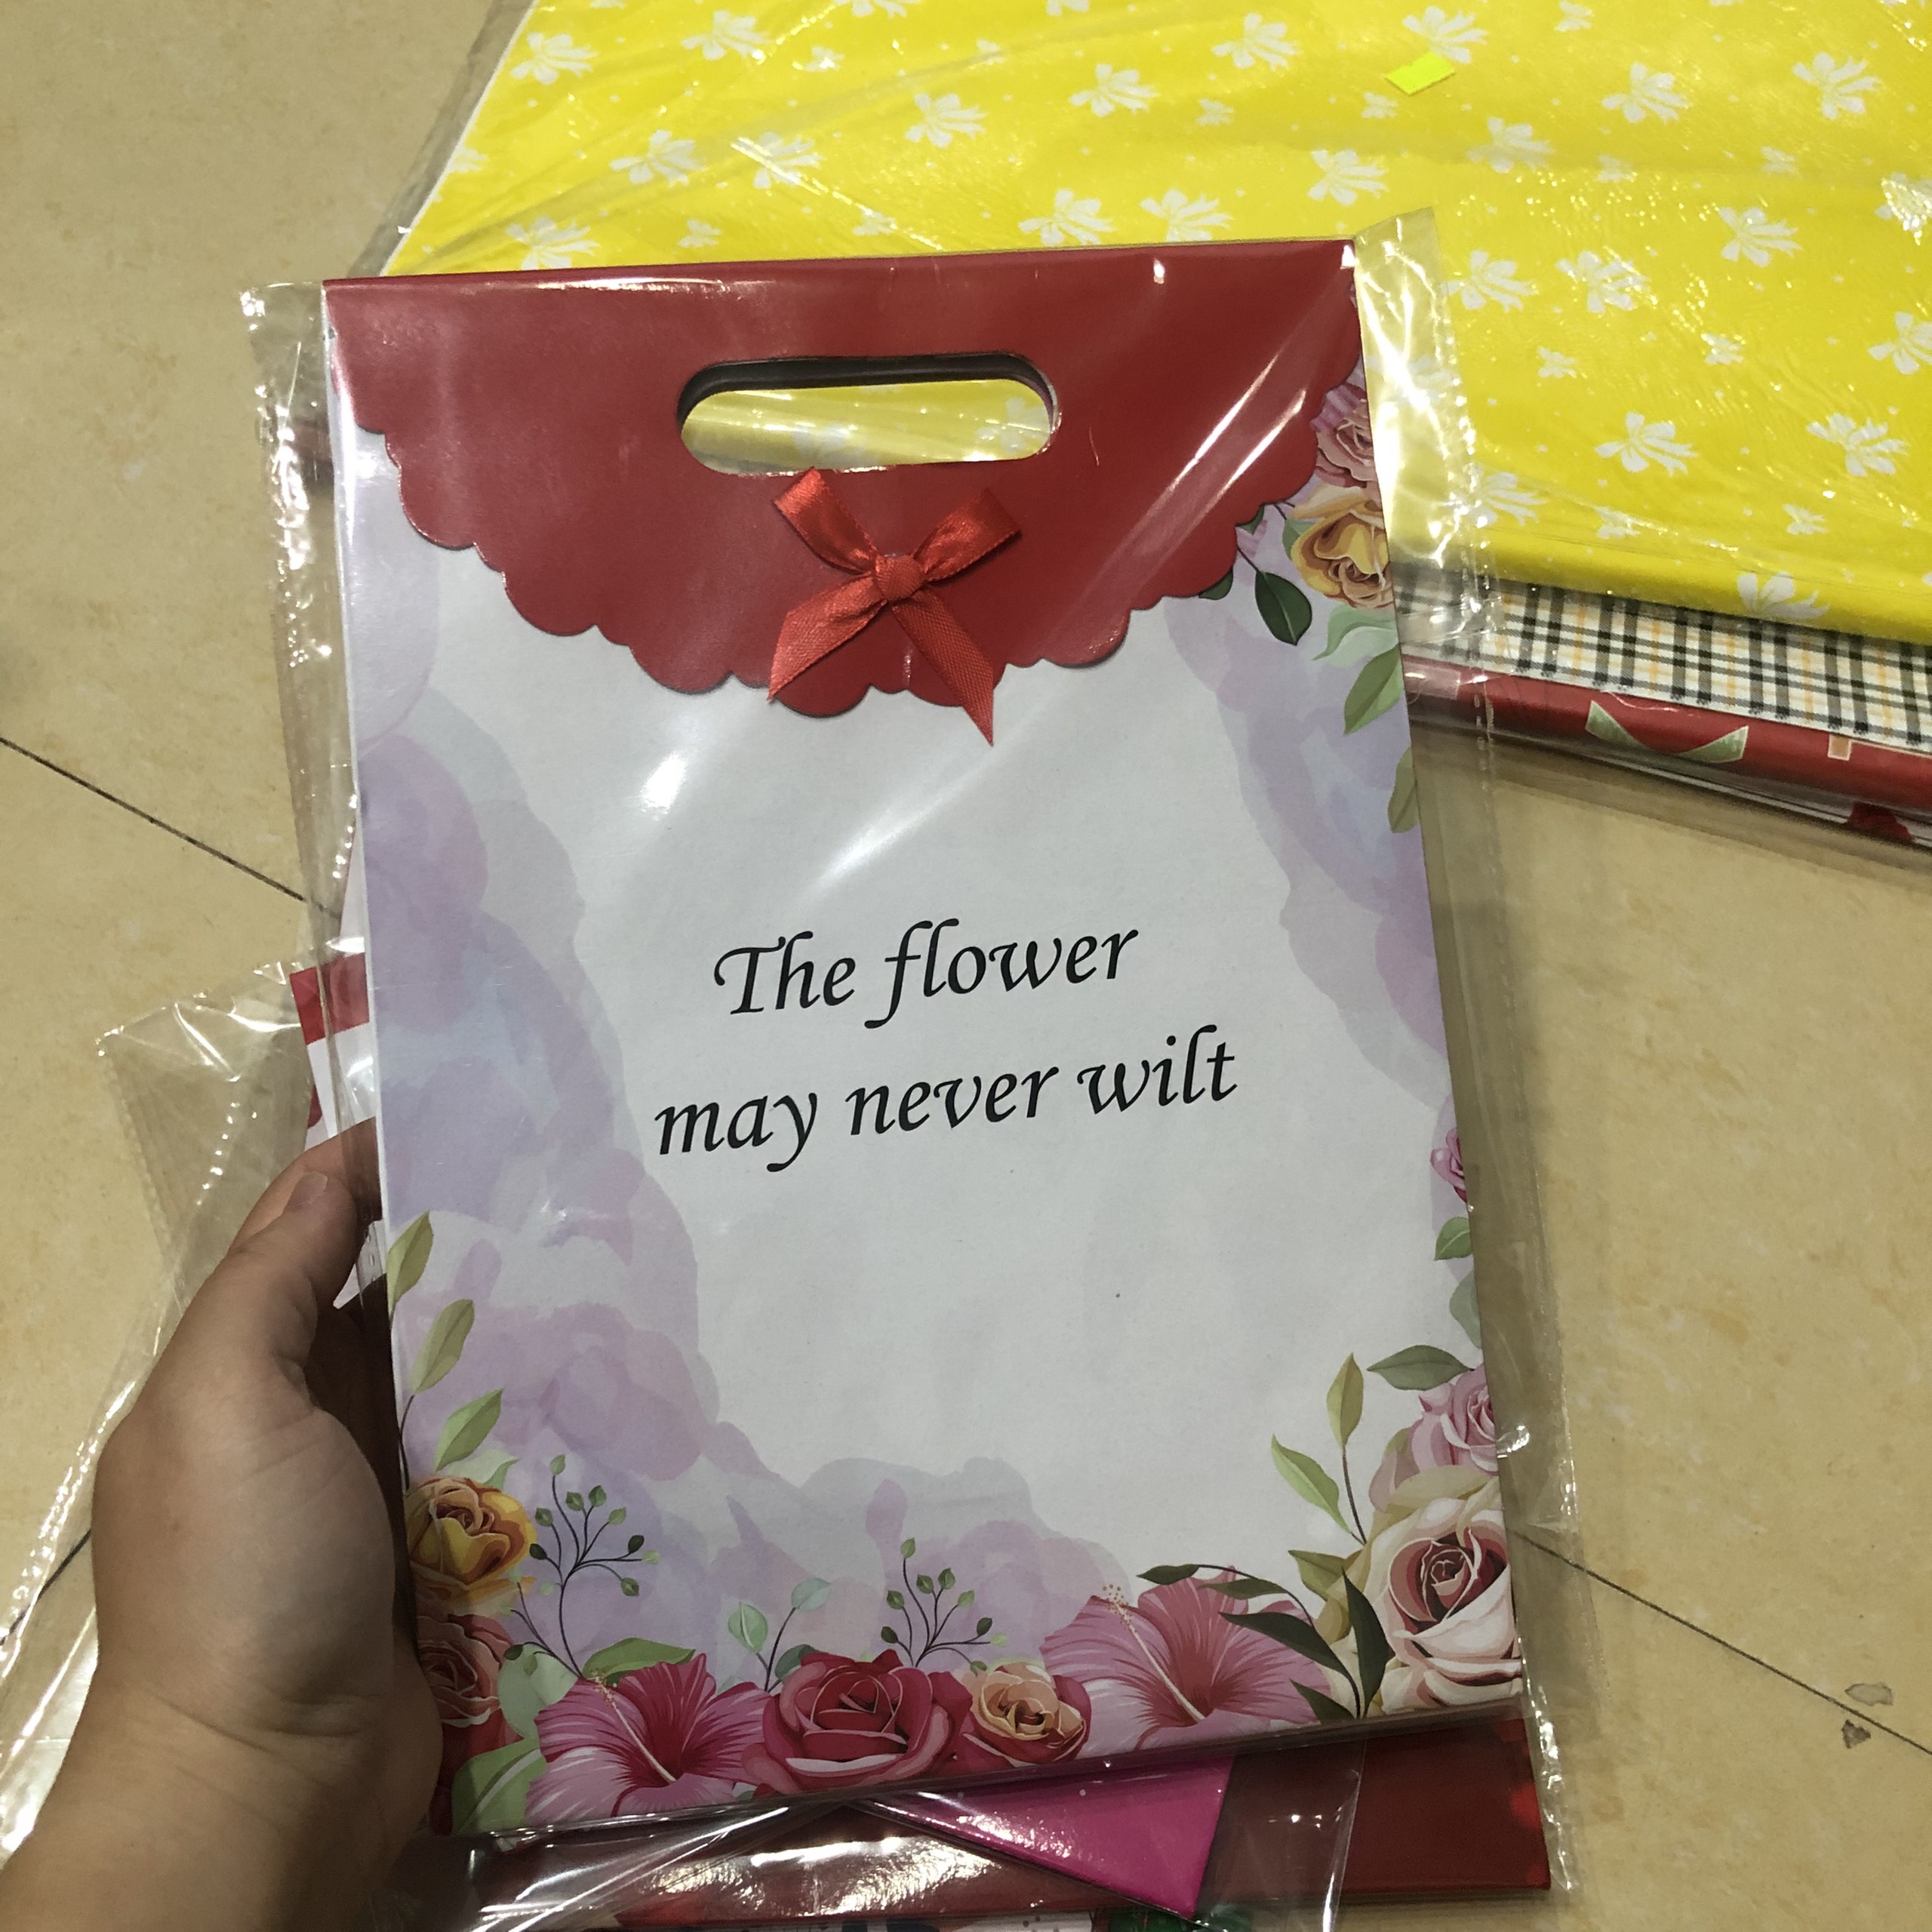 The flower
may never wilt